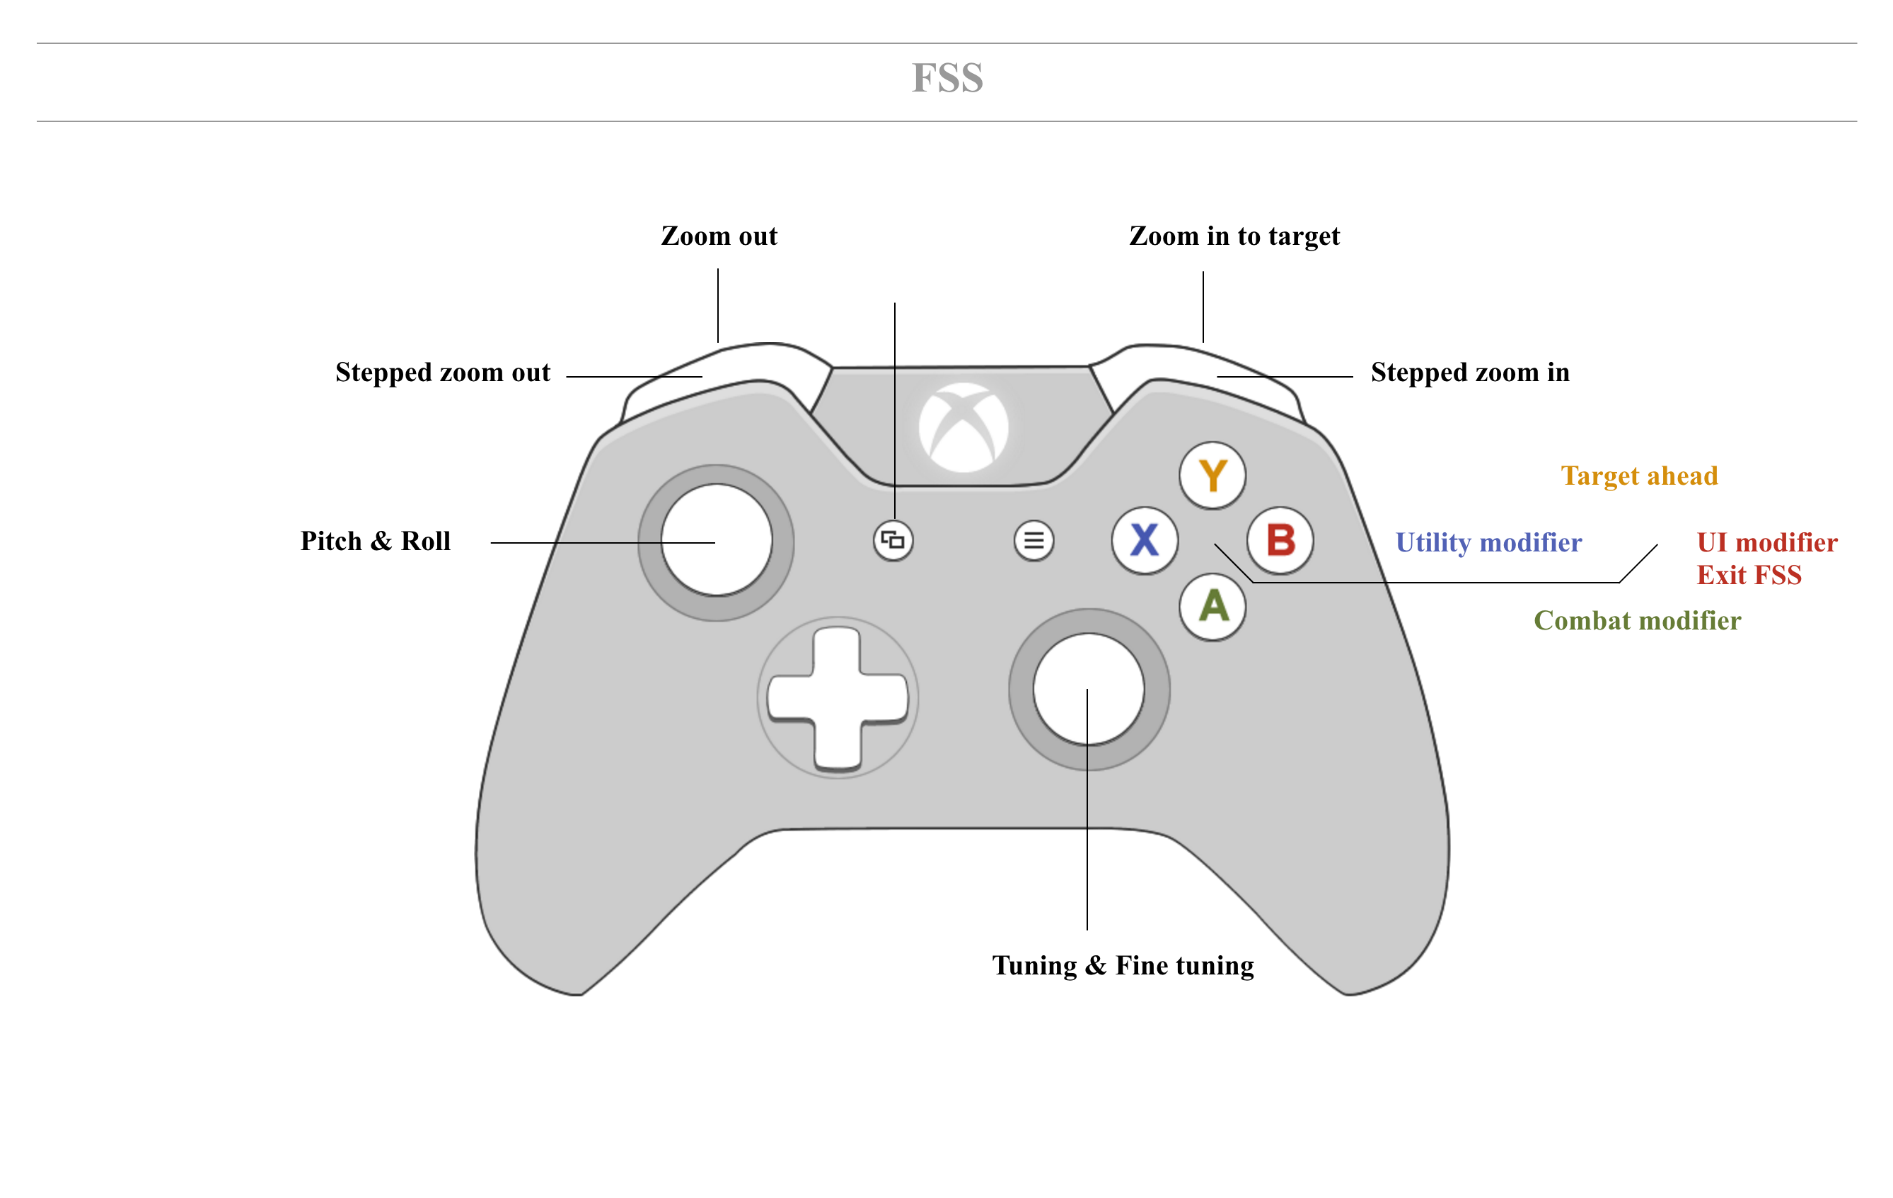 FSS
Zoom out
Zoom in to target
Stepped zoom out
Stepped zoom in
Y
Target ahead
Pitch & Roll
X
B
Utility modifier
UI modifier
Exit FSS
A
Combat modifier
Tuning & Fine tuning